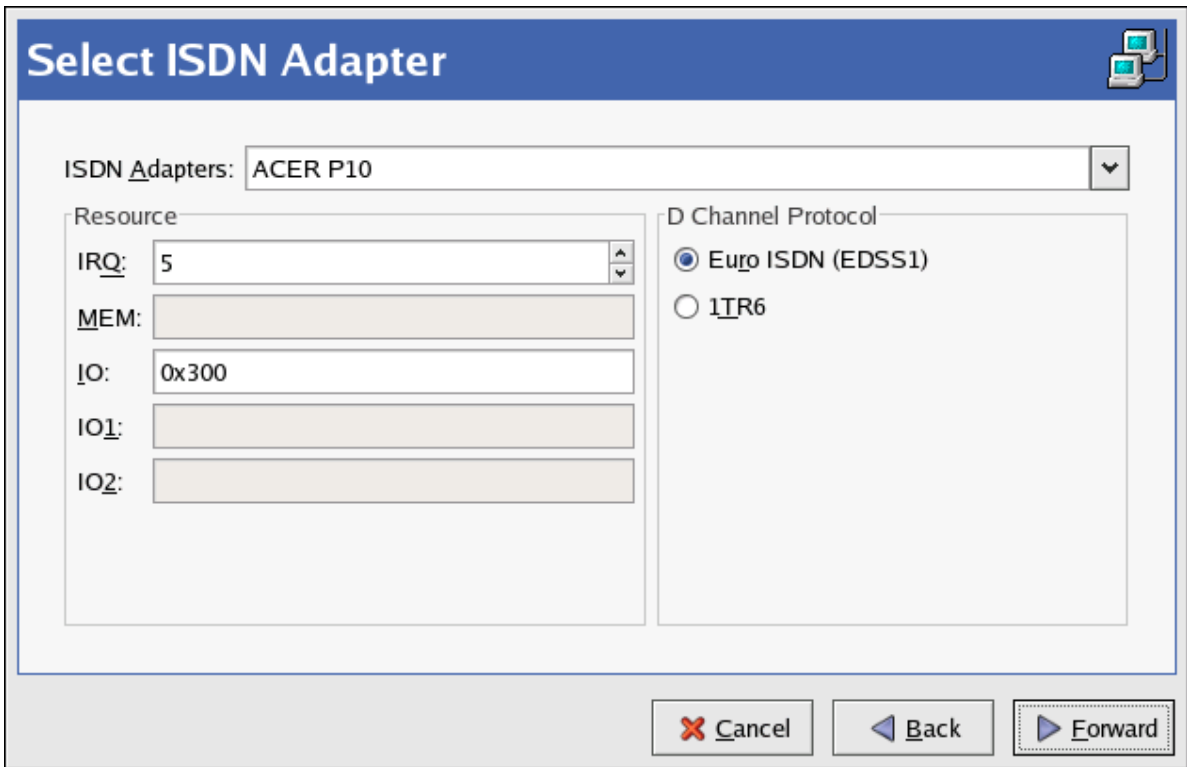 Select ISDN Adapter
ISDN Adapters: ACER P10
Resource
IRQ: 5
MEM:
IO: 0x300
IO1:
IO2:
D Channel Protocol
Euro ISDN (EDSS1)
1TR6
Cancel Back Forward